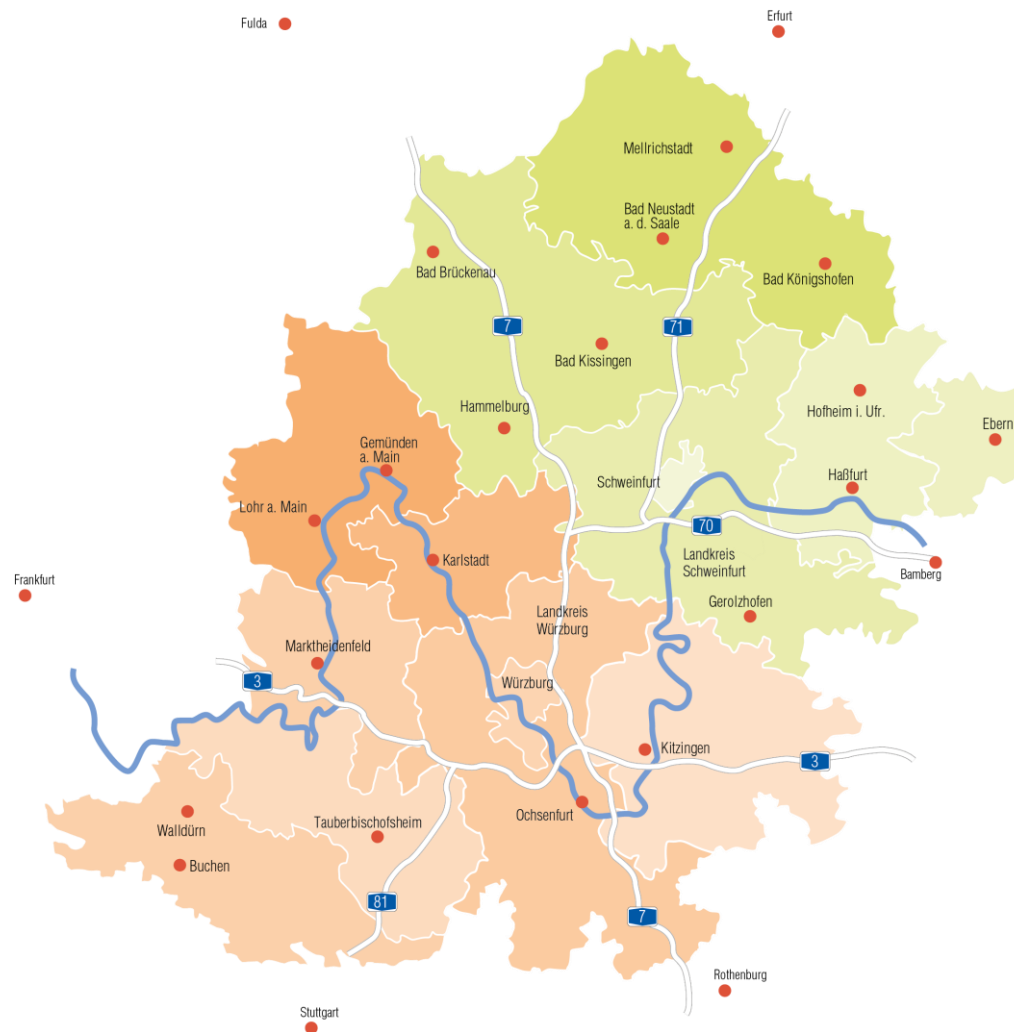 Fulda
Erfurt
Mellrichstadt
Bad Neustadt
a. d. Saale
Bad Brückenau
Bad Königshofen
7
71
Bad Kissingen
Hammelburg
Hofheim i. Ufr.
Ebern
Gemünden
a. Main
Schweinfurt
Haßfurt
Lohr a. Main
70
Karlstadt
Landkreis
Schweinfurt
Bamberg
Frankfurt
Gerolzhofen
Landkreis
Würzburg
Marktheidenfeld
3
Würzburg
Kitzingen
3
Ochsenfurt
Walldürn
Tauberbischofsheim
Buchen
81
7
Rothenburg
Stuttgart